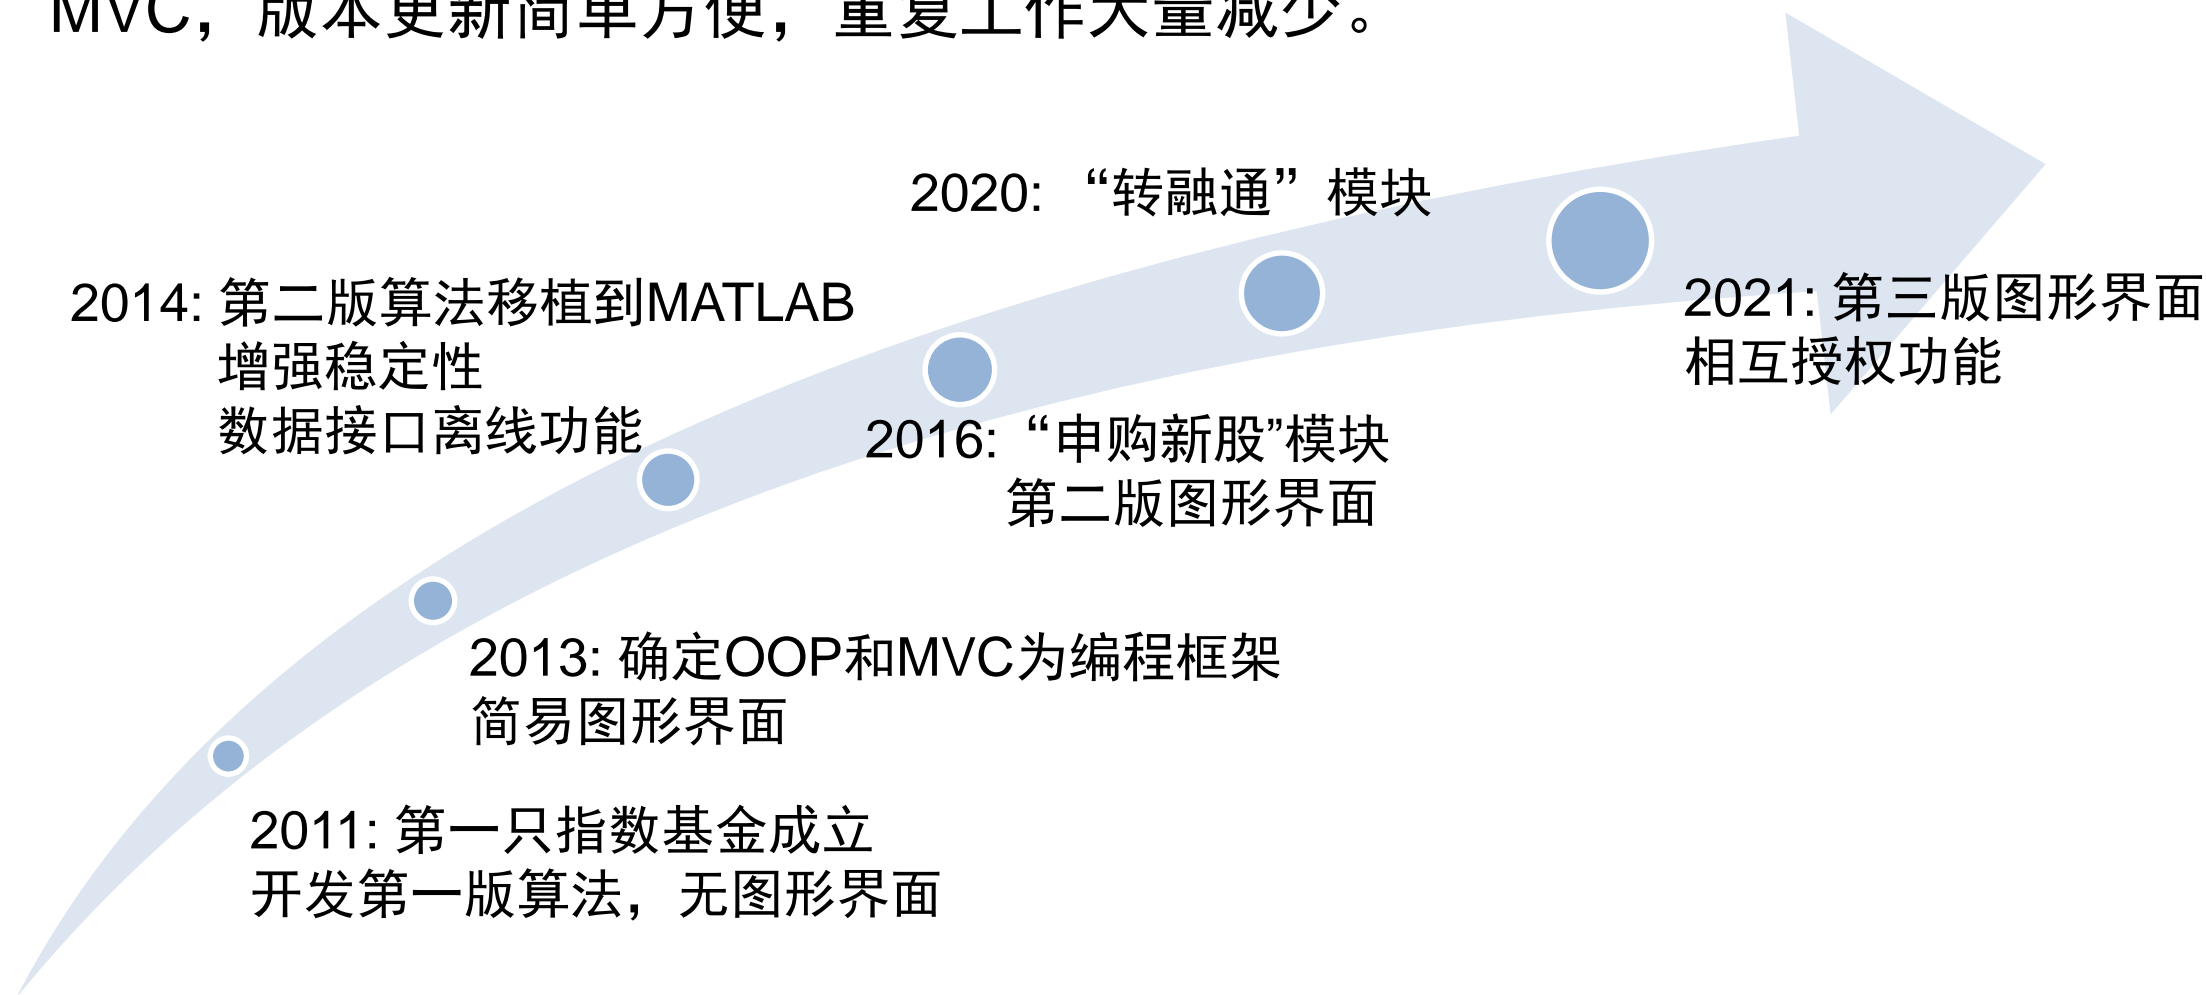 MVC，版本更新简单方便，重复工作大量减少。
2020: “转融通”模块
2014: 第二版算法移植到MATLAB
增强稳定性
数据接口离线功能
2021: 第三版图形界面
相互授权功能
2016:“申购新股”模块
第二版图形界面
2013: 确定OOP和MVC为编程框架
简易图形界面
2011: 第一只指数基金成立
开发第一版算法，无图形界面